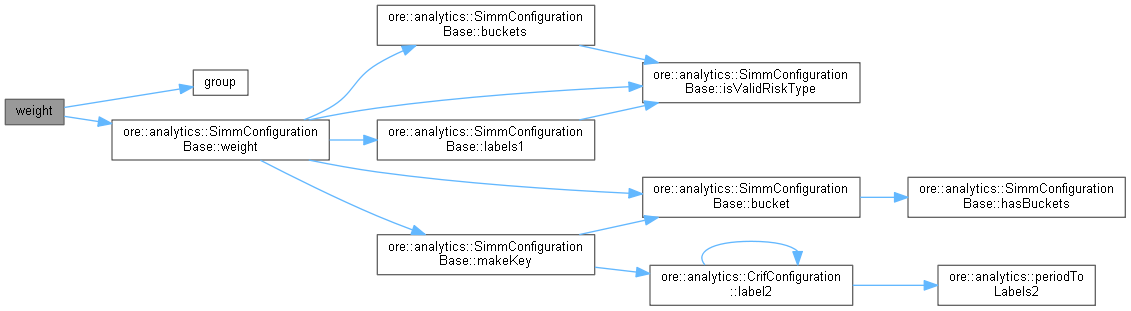 weight
group
ore::analytics::SimmConfiguration
Base::weight
ore::analytics::SimmConfiguration
Base::buckets
ore::analytics::SimmConfiguration
Base::labels1
ore::analytics::SimmConfiguration
Base::makeKey
ore::analytics::SimmConfiguration
Base::isValidRiskType
ore::analytics::SimmConfiguration
Base::bucket
ore::analytics::CrifConfiguration
::label2
ore::analytics::SimmConfiguration
Base::hasBuckets
ore::analytics::periodTo
Labels2